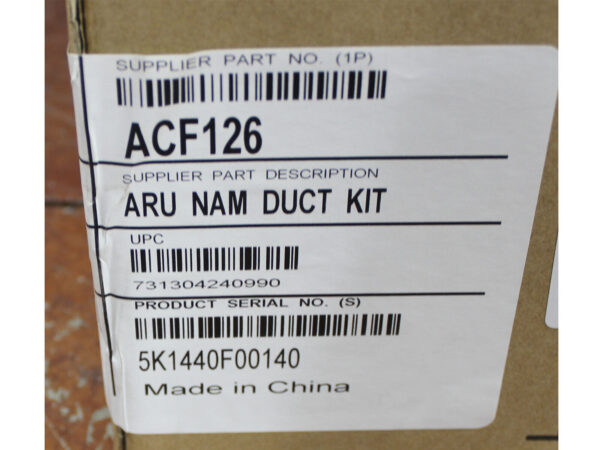 SUPPLIER PART NO. (1P)
ACF126
SUPPLIER PART DESCRIPTION
ARU NAM DUCT KIT
UPC
731304240990
PRODUCT SERIAL NO. (S)
5K1440F00140
Made in China